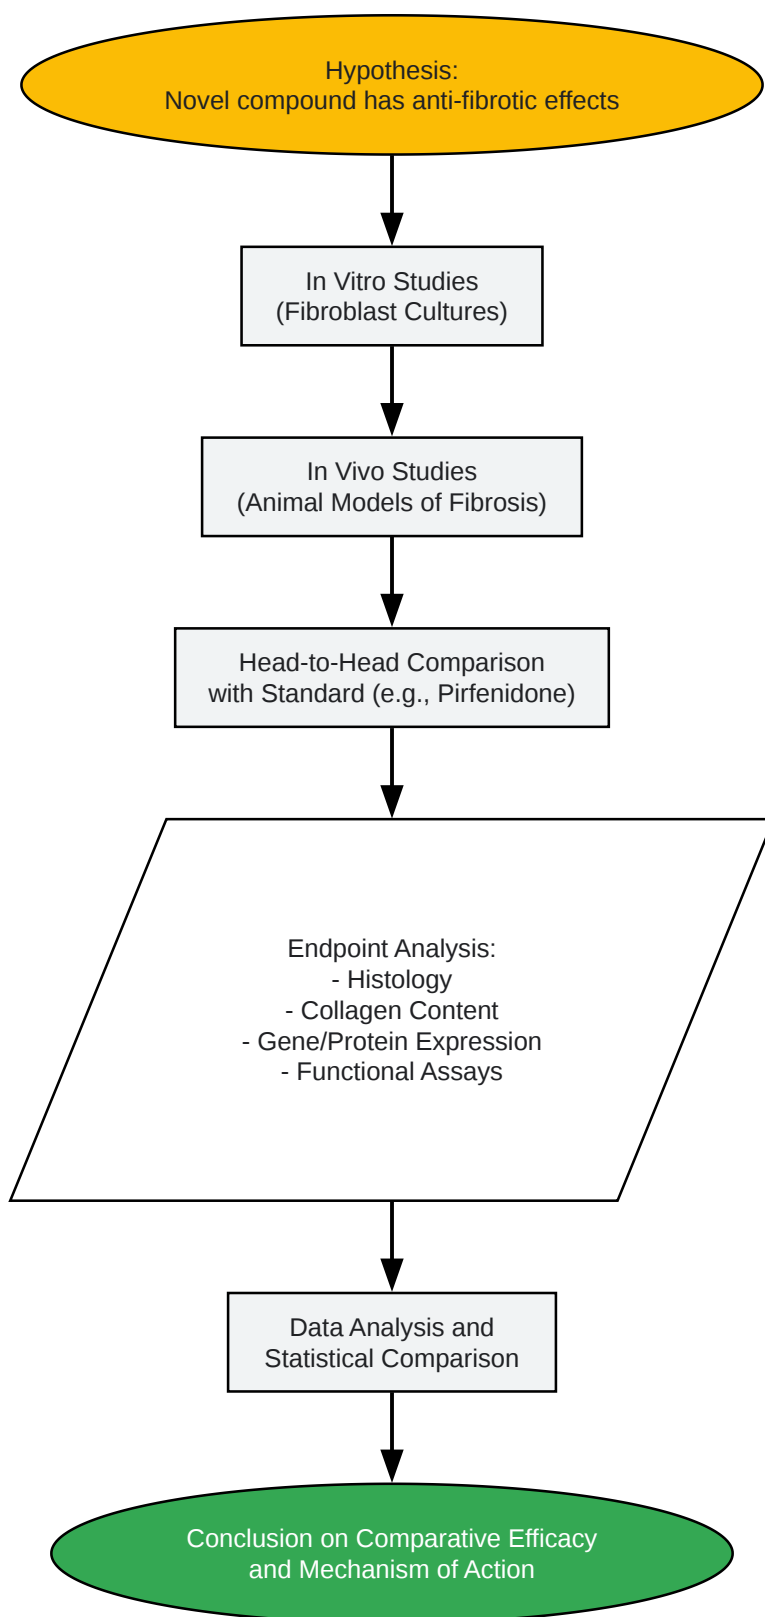 Hypothesis:
Novel compound has anti-fibrotic effects
In Vitro Studies
(Fibroblast Cultures)
In Vivo Studies
(Animal Models of Fibrosis)
Head-to-Head Comparison
with Standard (e.g., Pirfenidone)
Endpoint Analysis:
- Histology
- Collagen Content
- Gene/Protein Expression
- Functional Assays
Data Analysis and
Statistical Comparison
Conclusion on Comparative Efficacy
and Mechanism of Action